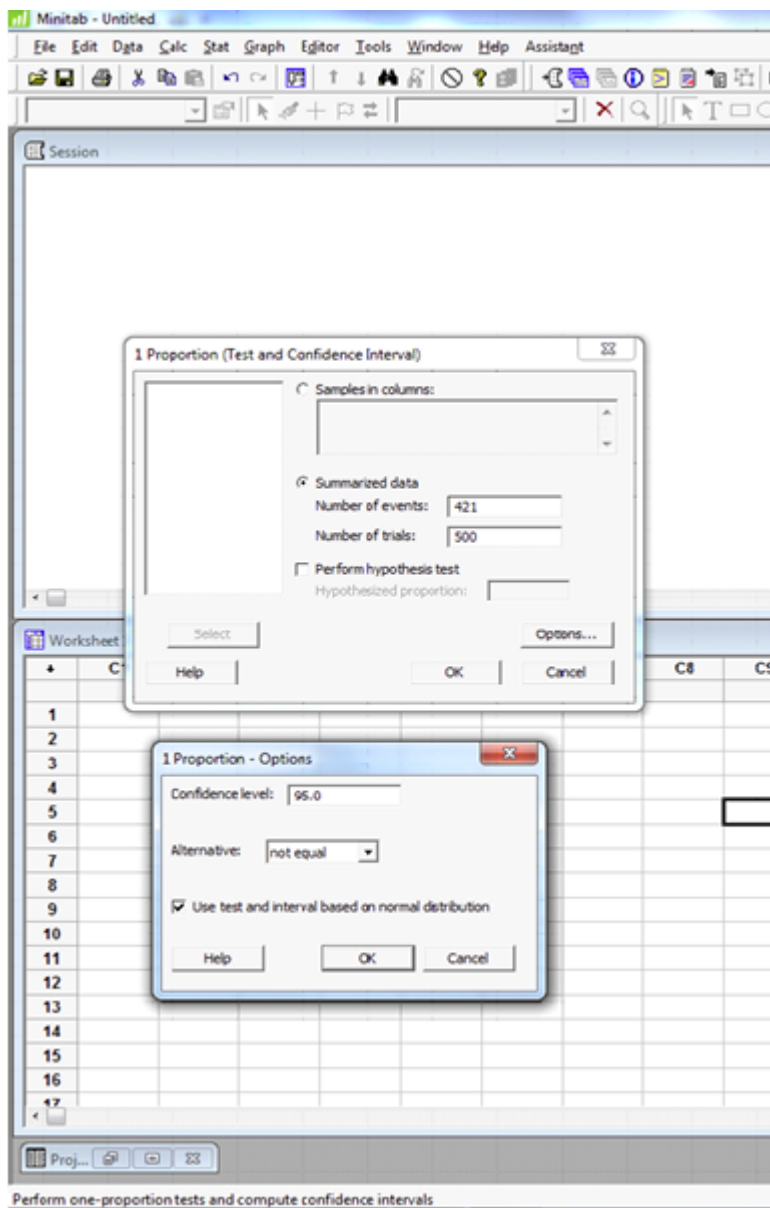 Minitab - Untitled
File Edit Data Calc Stat Graph Editor Tools Window Help Assistant
Session
1 Proportion (Test and Confidence Interval)
Samples in columns:
Summarized data
Number of events: 421
Number of trials: 500
Perform hypothesis test
Hypothesized proportion:
Select Options...
Help OK Cancel
Worksheet
C8
1
2
3
4
5
6
7
8
9
10
11
12
13
14
15
16
17
1 Proportion - Options
Confidence level: 95.0
Alternative: not equal
Use test and interval based on normal distribution
Help OK Cancel
Proj...
Perform one-proportion tests and compute confidence intervals